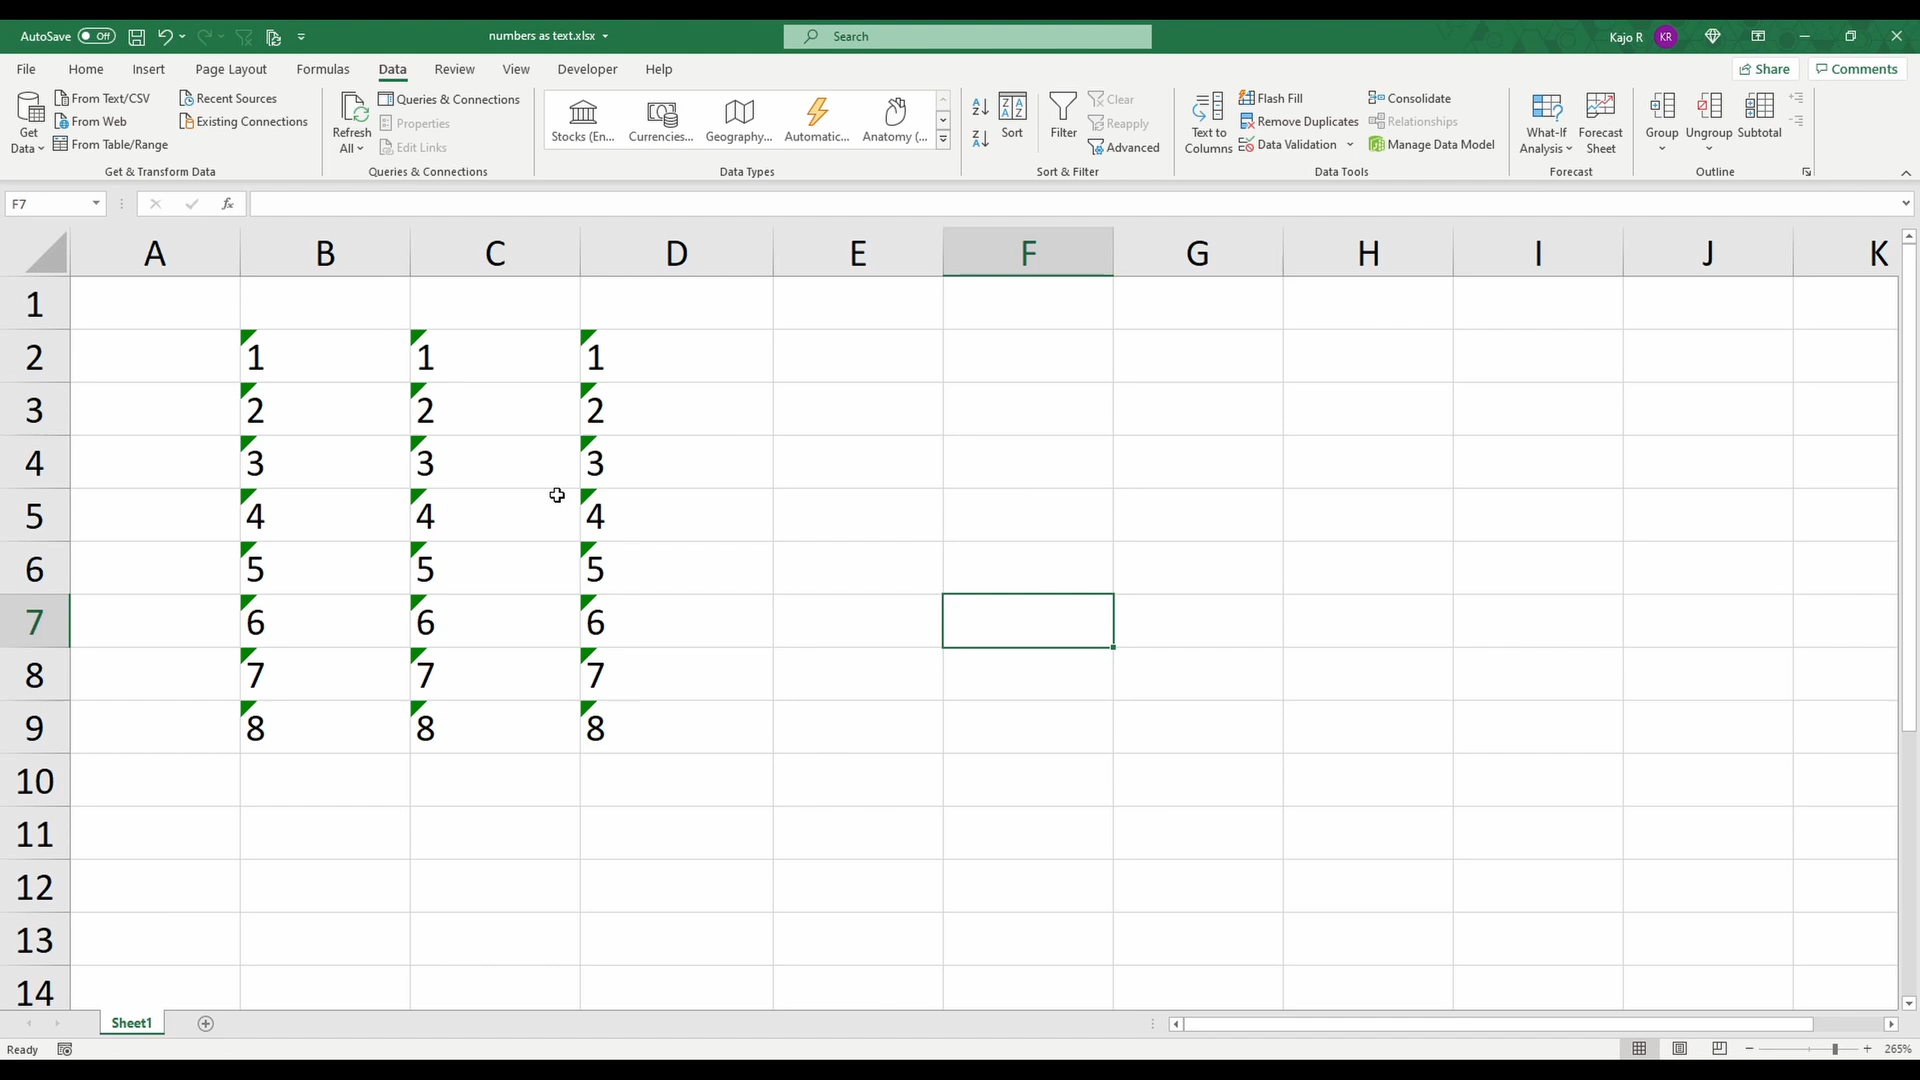 AutoSave Off numbers as text.xlsx Search Kajo R KR
File Home Insert Page Layout Formulas Data Review View Developer Help Share Comments
Get Data From Text/CSV From Web From Table/Range Recent Sources Existing Connections
Get & Transform Data
Refresh All Queries & Connections Properties Edit Links
Queries & Connections
Stocks (En... Currencies... Geography... Automatic... Anatomy (...
Data Types
Sort Filter Clear Reapply Advanced
Sort & Filter
Text to Columns Flash Fill Remove Duplicates Data Validation Consolidate Relationships Manage Data Model
Data Tools
What-If Analysis Forecast Sheet
Forecast
Group Ungroup Subtotal
Outline
F7 fx
A B C D E F G H I J K
1
2 1 1 1
3 2 2 2
4 3 3 3
5 4 4 4
6 5 5 5
7 6 6 6
8 7 7 7
9 8 8 8
10
11
12
13
14
Sheet1
Ready 265%